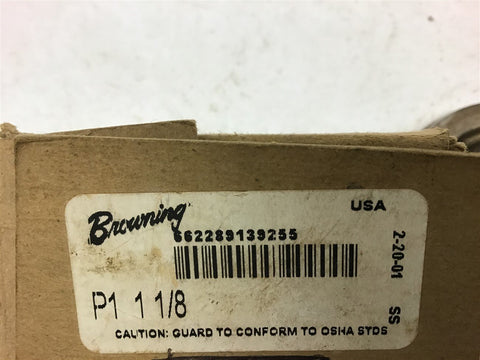 Browning
USA
662289139255
P1 1 1/8
2-20-01 SS
CAUTION: GUARD TO CONFORM TO OSHA STDS